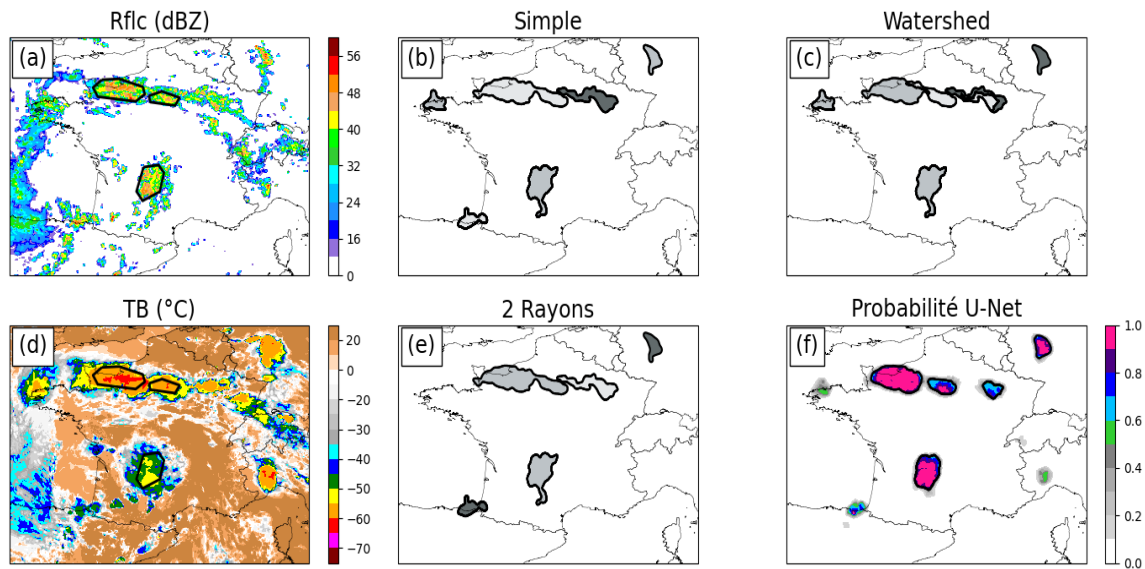 Rflc (dBZ)
Simple
Watershed
(a)
(b)
(c)
56
48
40
32
24
16
0
TB (°C)
2 Rayons
Probabilité U-Net
(d)
(e)
(f)
20
0
−20
−30
−40
−50
−60
−70
1.0
0.8
0.6
0.4
0.2
0.0